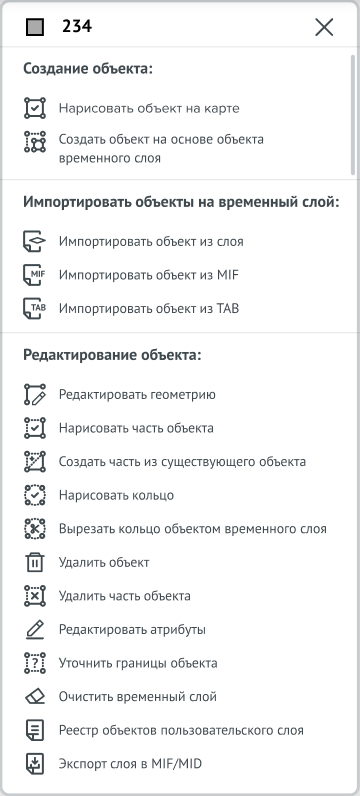 234
Создание объекта:
Нарисовать объект на карте
Создать объект на основе объекта
временного слоя
Импортировать объекты на временный слой:
Импортировать объект из слоя
MIF Импортировать объект из MIF
TAB Импортировать объект из TAB
Редактирование объекта:
Редактировать геометрию
Нарисовать часть объекта
Создать часть из существующего объекта
Нарисовать кольцо
Вырезать кольцо объектом временного слоя
Удалить объект
Удалить часть объекта
Редактировать атрибуты
? Уточнить границы объекта
Очистить временный слой
Реестр объектов пользовательского слоя
Экспорт слоя в MIF/MID